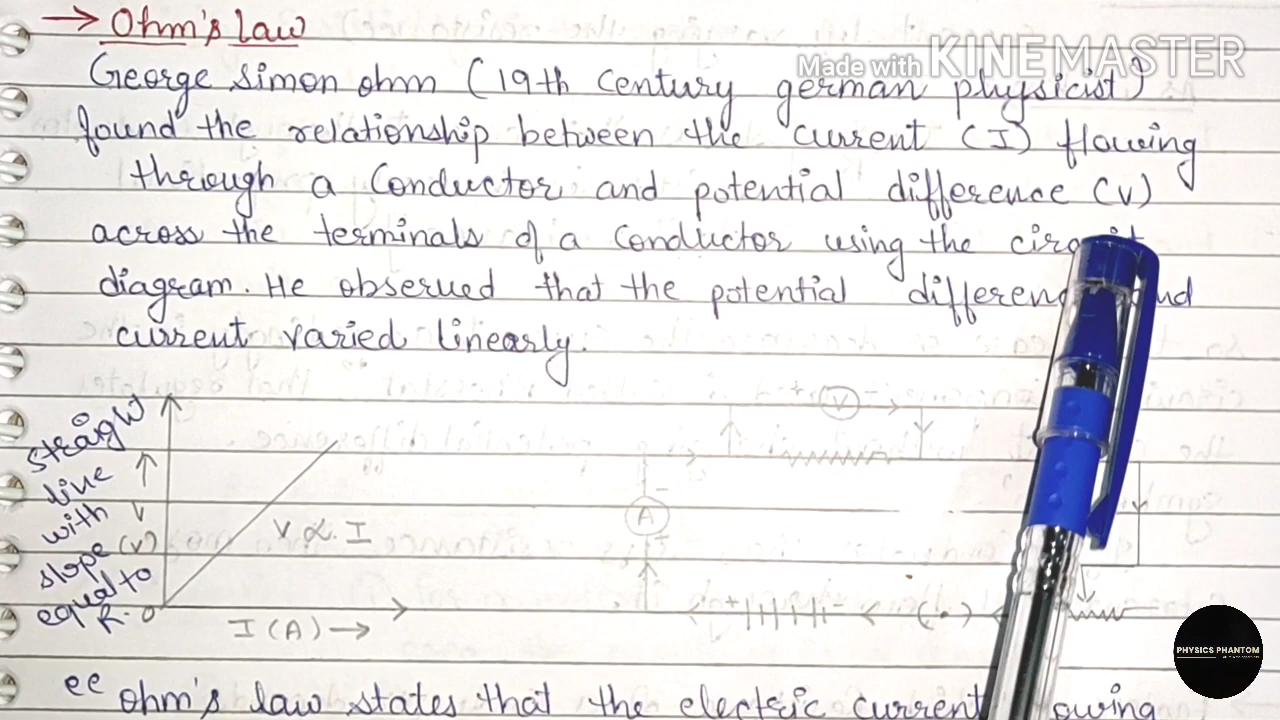 → Ohm's law
Made with KINEMASTER
George simon ohm (19th Century german physicist)
found the relationship between the current (I) flowing
through a Conductor and potential difference (V)
across the terminals of a conductor using the
diagram. He observed that the potential
current varied linearly.
straight
line
with
slope (V)
equal to
R. 0
V ∝ I
I (A) →
V
+ -
A
- +
+ -
(.)
PHYSICS PHANTOM
ohm's law states that the electric current